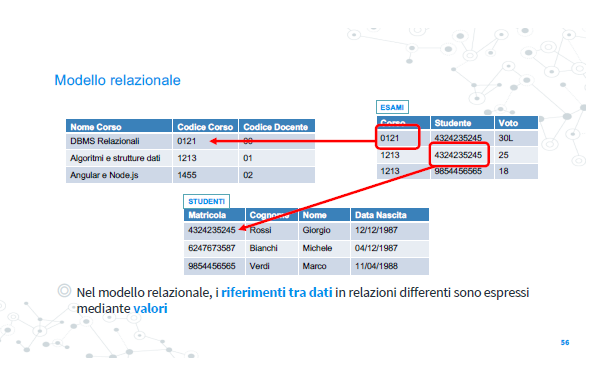 Modello relazionale
ESAMI
Corso Studente Voto
0121 4324235245 30L
1213 4324235245 25
1213 9854456565 18
Nome Corso Codice Corso Codice Docente
DBMS Relazionali 0121 00
Algoritmi e strutture dati 1213 01
Angular e Node.js 1455 02
STUDENTI
Matricola Cognome Nome Data Nascita
4324235245 Rossi Giorgio 12/12/1987
6247673587 Bianchi Michele 04/12/1987
9854456565 Verdi Marco 11/04/1988
Nel modello relazionale, i riferimenti tra dati in relazioni differenti sono espressi
mediante valori
56